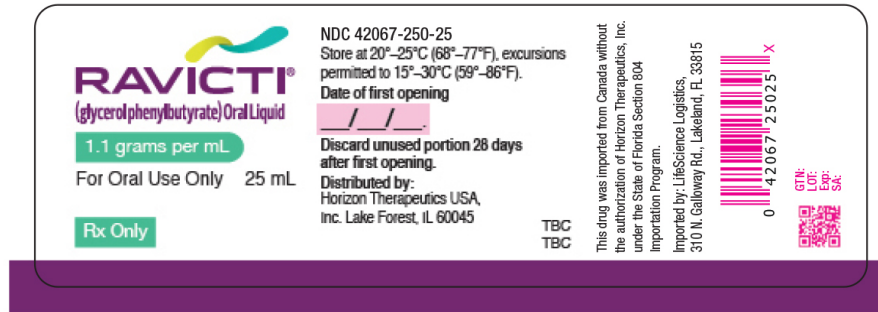 RAVICTI®
(glycerol phenylbutyrate) Oral Liquid
1.1 grams per mL
For Oral Use Only 25 mL
Rx Only
NDC 42067-250-25
Store at 20°–25°C (68°–77°F), excursions
permitted to 15°–30°C (59°–86°F).
Date of first opening
___/___/___.
Discard unused portion 28 days
after first opening.
Distributed by:
Horizon Therapeutics USA,
Inc. Lake Forest, IL 60045
TBC
TBC
This drug was imported from Canada without
the authorization of Horizon Therapeutics, Inc.
under the State of Florida Section 804
Importation Program.
Imported by: LifeScience Logistics,
310 N. Galloway Rd., Lakeland, FL 33815
0 42067 25025 X
GTN:
LOT:
Exp:
SA: